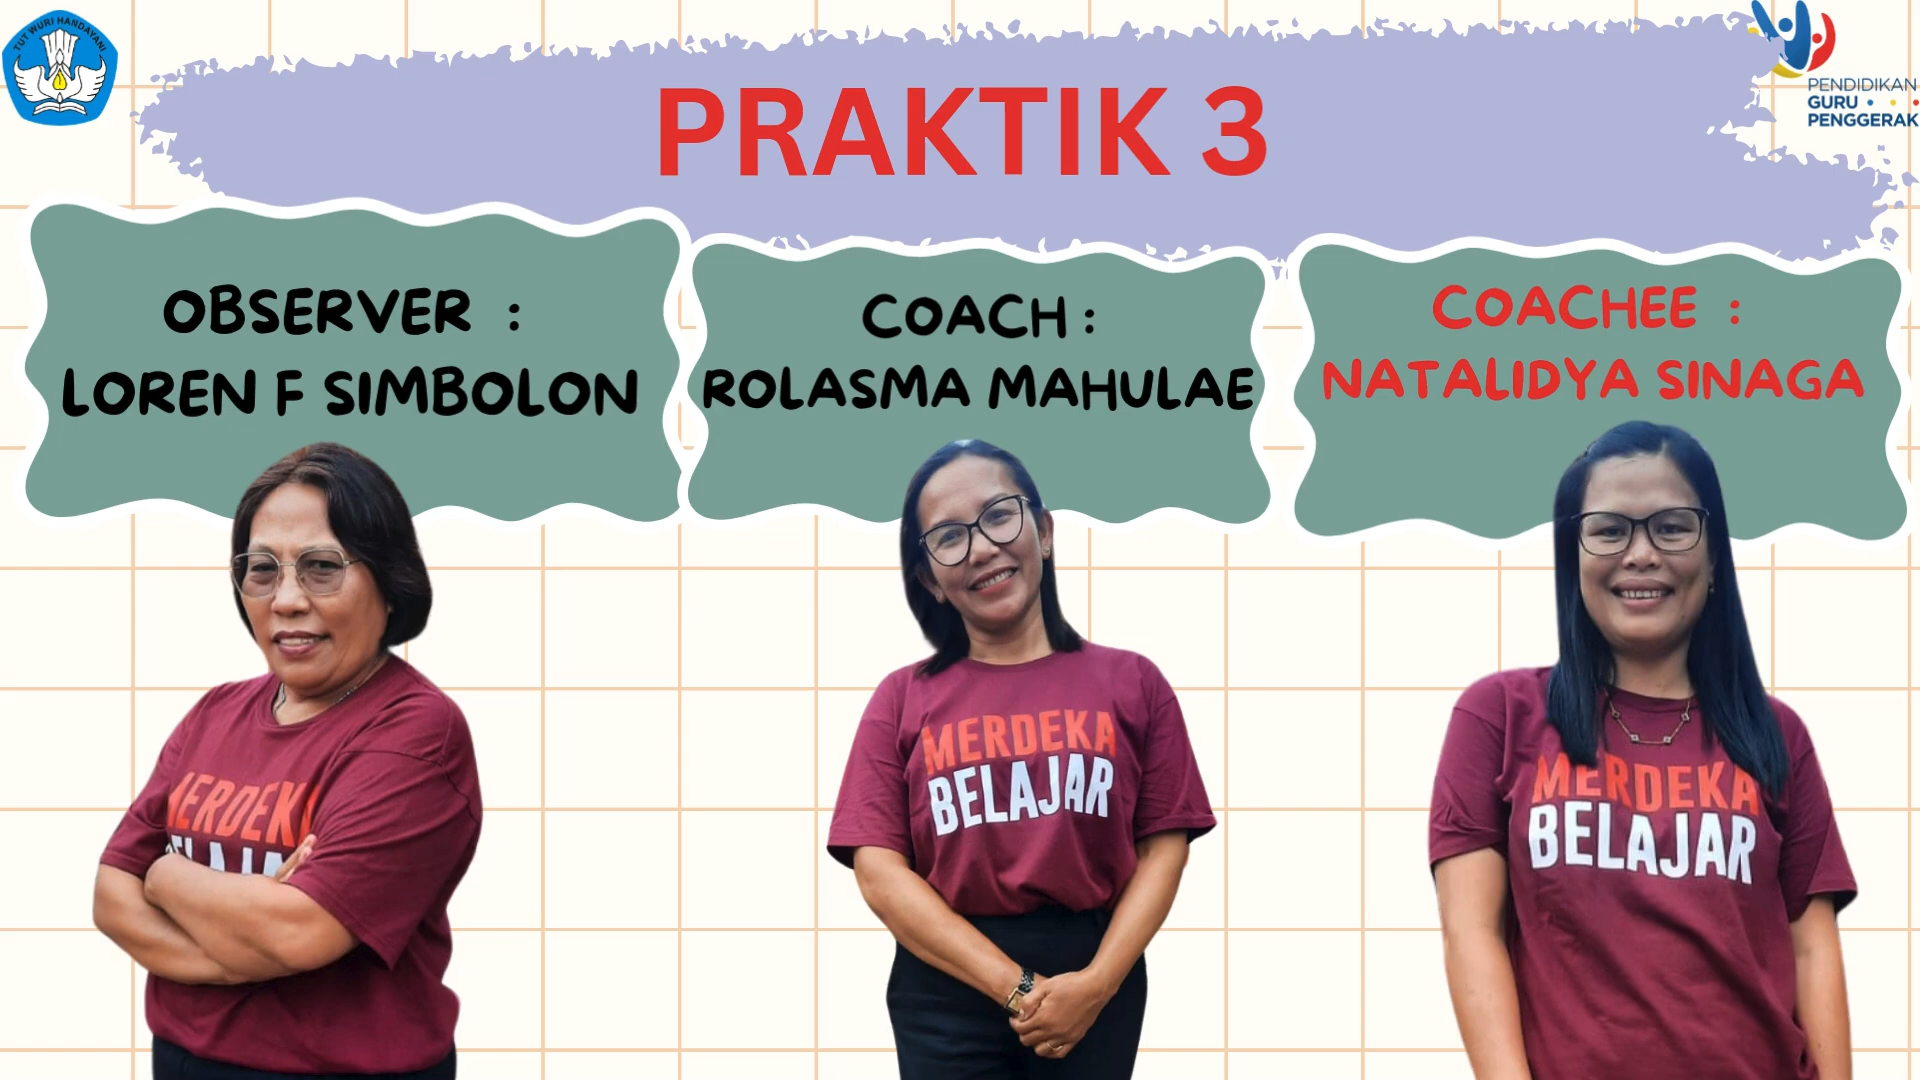 TUT WURI HANDAYANI
PRAKTIK 3
PENDIDIKAN
GURU
PENGGERAK
OBSERVER :
LOREN F SIMBOLON
COACH :
ROLASMA MAHULAE
COACHEE :
NATALIDYA SINAGA
MERDEKA
BELAJAR
MERDEKA
BELAJAR